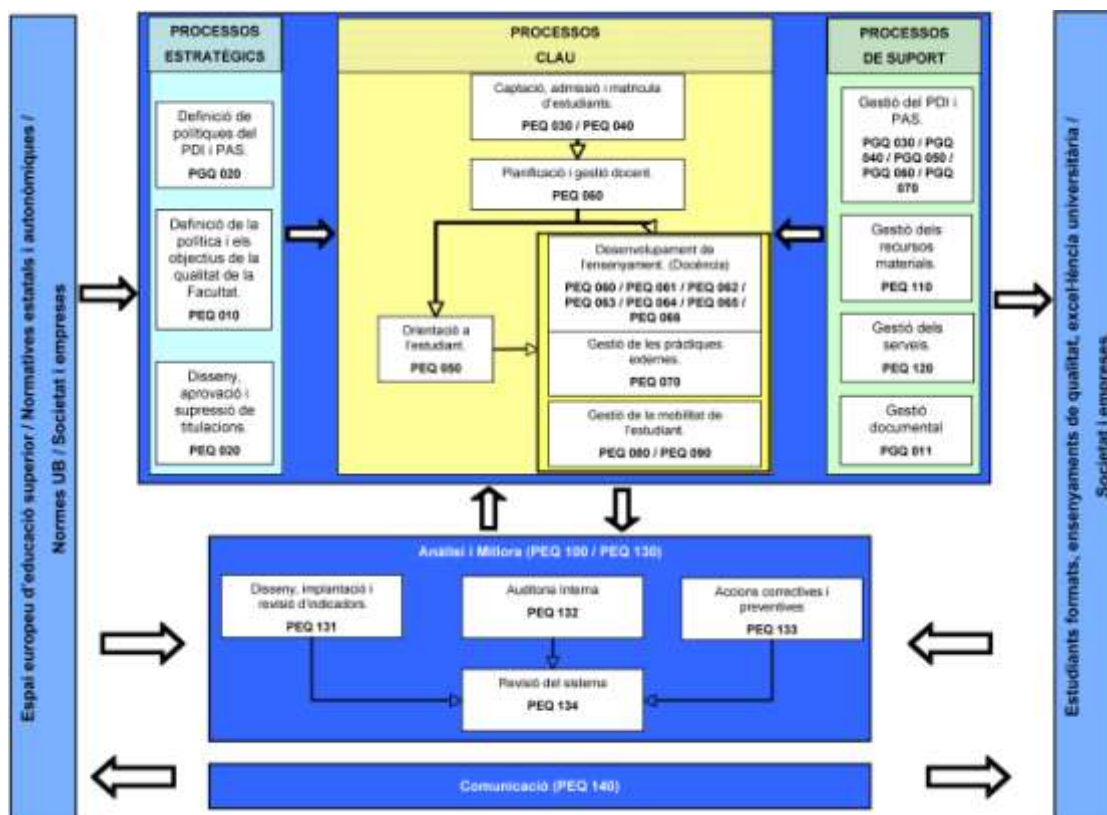 Espai europeu d'educació superior / Normatives estatals i autonòmiques /
Normes UB / Societat i empreses
PROCESSOS
ESTRATÈGICS
Definició de
polítiques del
PDI i PAS.
PGQ 020
Definició de la
política i els
objectius de la
qualitat de la
Facultat.
PEQ 010
Disseny,
aprovació i
supressió de
titulacions.
PEQ 020
PROCESSOS
CLAU
Captació, admissió i matrícula
d'estudiants.
PEQ 030 / PEQ 040
Planificació i gestió docent.
PEQ 060
Desenvolupament de
l'ensenyament. (Docència)
PEQ 060 / PEQ 061 / PEQ 062 /
PEQ 063 / PEQ 064 / PEQ 065 /
PEQ 066
Orientació a
l'estudiant.
PEQ 050
Gestió de les pràctiques
externes.
PEQ 070
Gestió de la mobilitat de
l'estudiant.
PEQ 080 / PEQ 090
PROCESSOS
DE SUPORT
Gestió del PDI i
PAS.
PGQ 030 / PGQ
040 / PGQ 050 /
PGQ 060 / PGQ
070
Gestió dels
recursos
materials.
PEQ 110
Gestió dels
serveis.
PEQ 120
Gestió
documental
PGQ 011
Anàlisi i Millora (PEQ 100 / PEQ 130)
Disseny, implantació i
revisió d'indicadors.
PEQ 131
Auditoria Interna
PEQ 132
Accions correctives i
preventives
PEQ 133
Revisió del sistema
PEQ 134
Comunicació (PEQ 140)
Estudiants formats, ensenyaments de qualitat, excel·lència universitària /
Societat i empreses